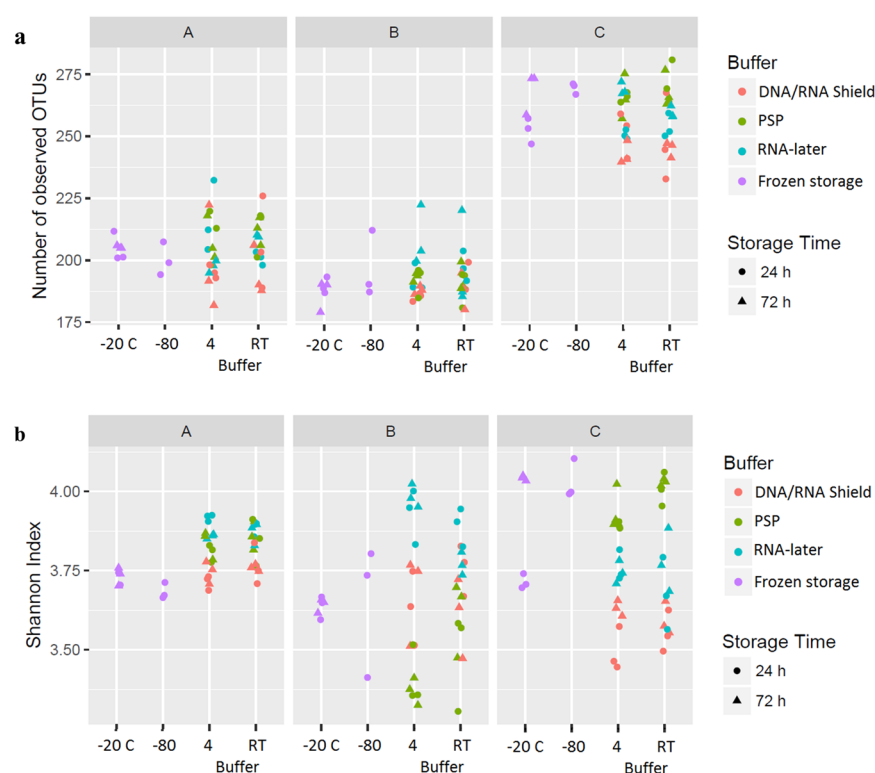 a
A B C
Number of observed OTUs
275
250
225
200
175
-20 C -80 4 RT -20 C -80 4 RT -20 C -80 4 RT
Buffer Buffer Buffer
Buffer
DNA/RNA Shield
PSP
RNA-later
Frozen storage
Storage Time
24 h
72 h
b
A B C
Shannon Index
4.00
3.75
3.50
-20 C -80 4 RT -20 C -80 4 RT -20 C -80 4 RT
Buffer Buffer Buffer
Buffer
DNA/RNA Shield
PSP
RNA-later
Frozen storage
Storage Time
24 h
72 h